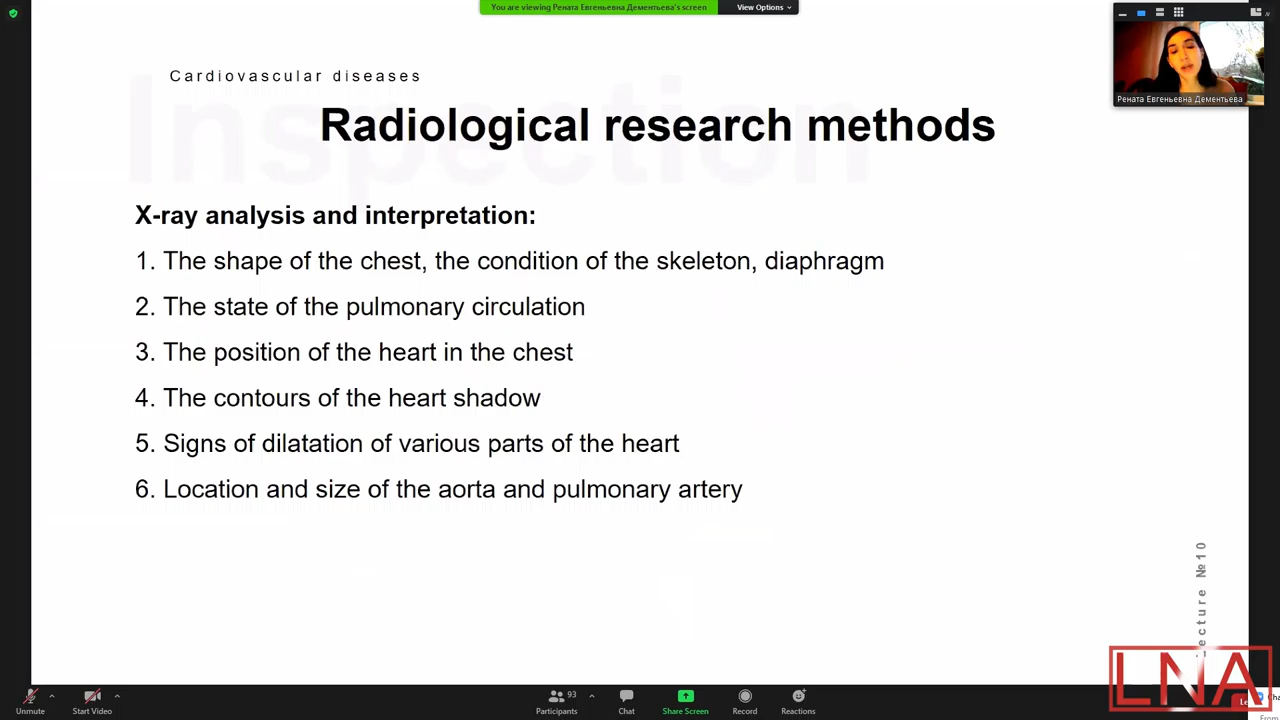 You are viewing Рената Евгеньевна Дементьева's screen
View Options
Cardiovascular diseases
Inspection
Radiological research methods
Рената Евгеньевна Дементьева
X-ray analysis and interpretation:
1. The shape of the chest, the condition of the skeleton, diaphragm
2. The state of the pulmonary circulation
3. The position of the heart in the chest
4. The contours of the heart shadow
5. Signs of dilatation of various parts of the heart
6. Location and size of the aorta and pulmonary artery
Lecture №10
LNA
Unmute
Start Video
93
Participants
Chat
Share Screen
Record
Reactions